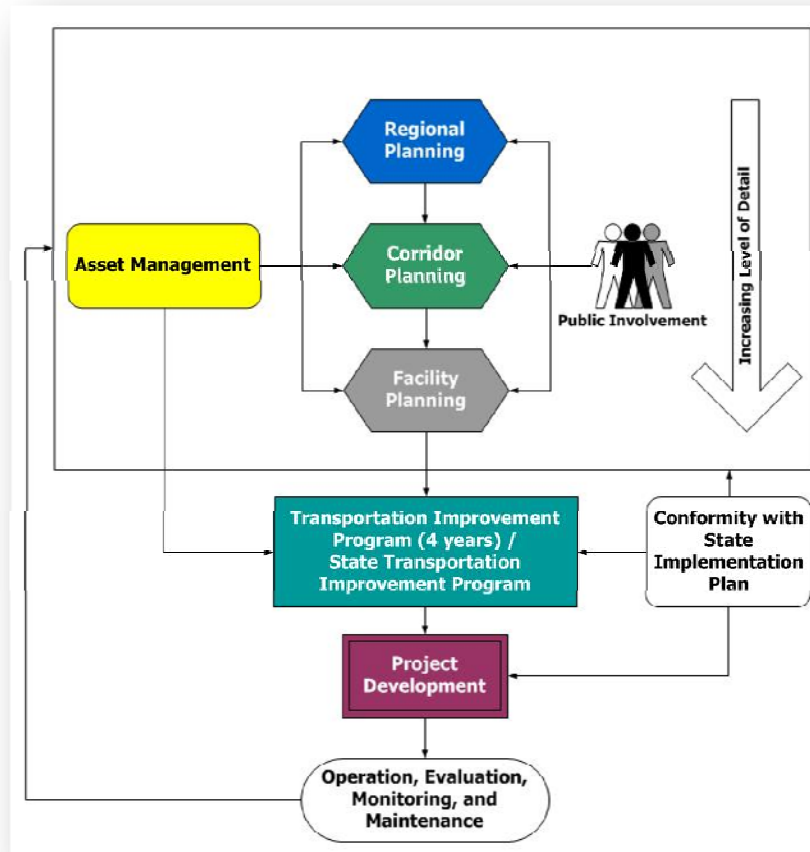 Regional
Planning
Asset Management
Corridor
Planning
Public Involvement
Increasing Level of Detail
Facility
Planning
Transportation Improvement
Program (4 years) /
State Transportation
Improvement Program
Conformity with
State
Implementation
Plan
Project
Development
Operation, Evaluation,
Monitoring, and
Maintenance